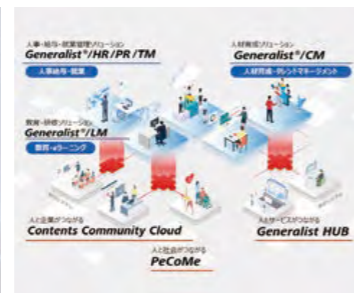 人事・給与・就業管理ソリューション
Generalist®/HR/PR/TM
人事給与・就業
人材育成ソリューション
Generalist®/CM
人材育成・タレントマネージメント
教育・研修ソリューション
Generalist®/LM
教育・eラーニング
人と企業がつながる
Contents Community Cloud
人とサービスがつながる
Generalist HUB
人と社会がつながる
PeCoMe